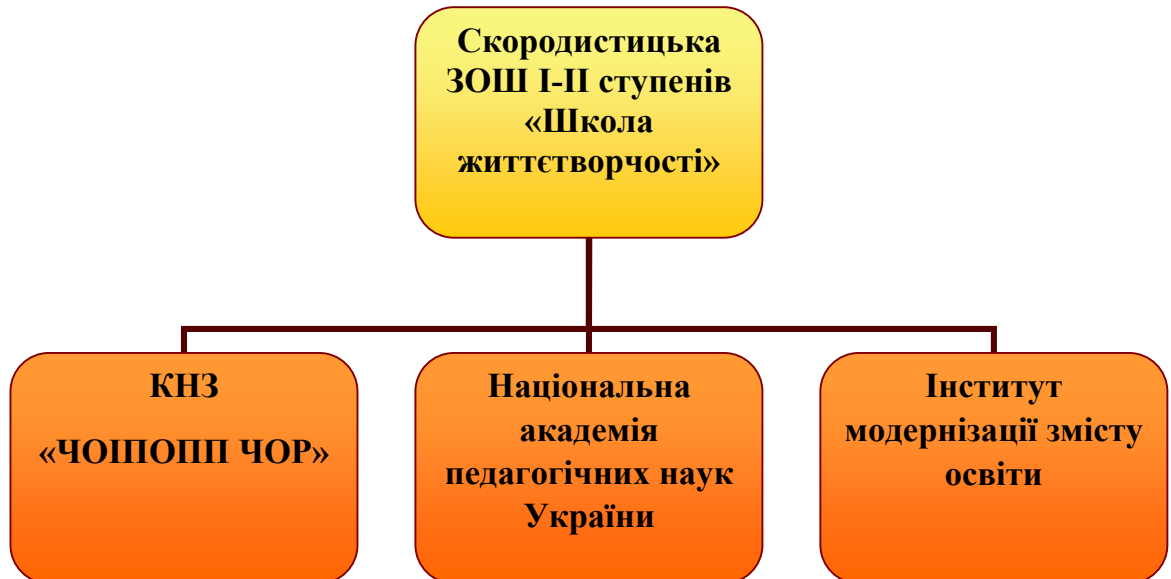 Скородистицька
ЗОШ І-ІІ ступенів
«Школа
життєтворчості»
КНЗ
«ЧОІПОПП ЧОР»
Національна
академія
педагогічних наук
України
Інститут
модернізації змісту
освіти